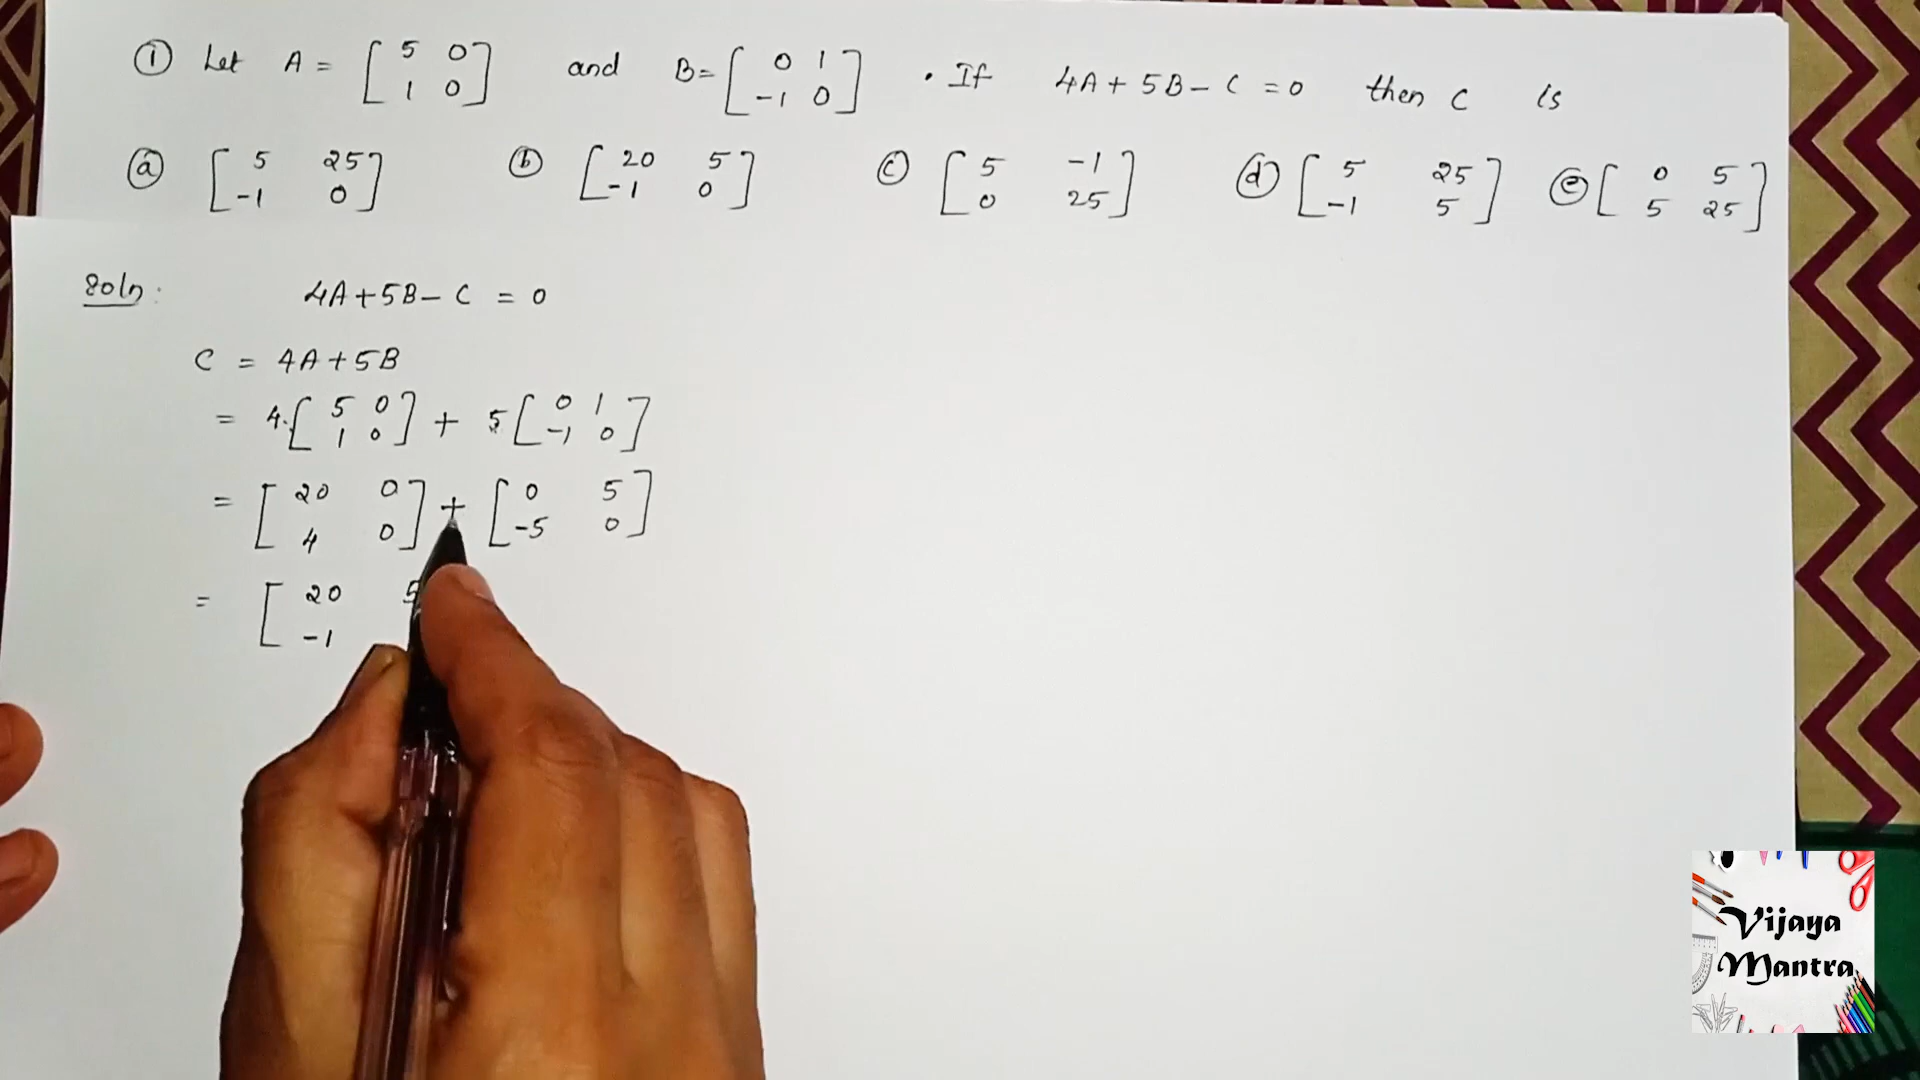 ① Let A = [ 5 0 and B= [ 0 1 . If 4A + 5B - C = 0 then C is
1 0 ] -1 0 ]
ⓐ [ 5 25 ⓑ [ 20 5 ⓒ [ 5 -1 ⓓ [ 5 25 ⓔ [ 0 5
-1 0 ] -1 0 ] 0 25 ] -1 5 ] 5 25 ]
Soln: 4A + 5B - C = 0
C = 4A + 5B
= 4. [ 5 0 + 5 [ 0 1
1 0 ] -1 0 ]
= [ 20 0 + [ 0 5
4 0 ] -5 0 ]
= [ 20 5
-1
Vijaya
Mantra